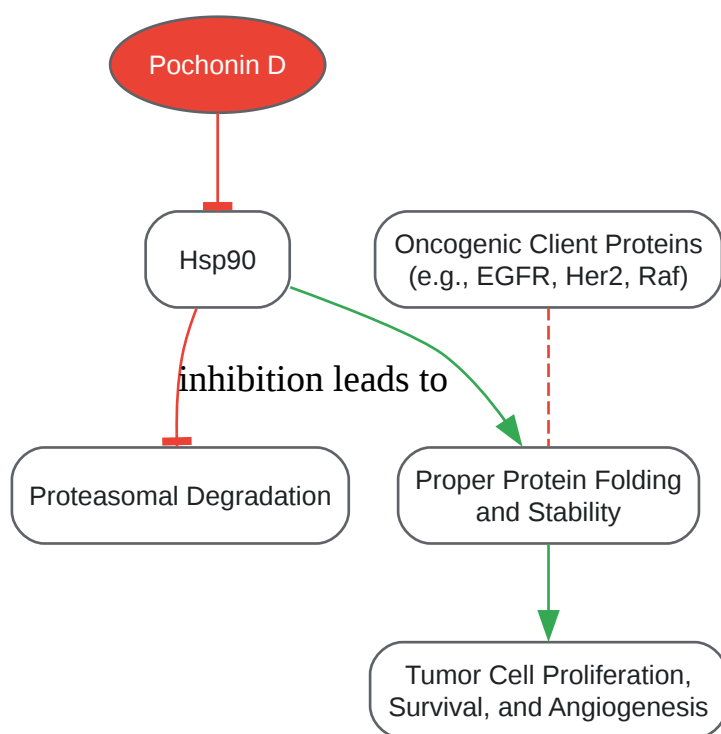 Pochonin D
Hsp90
Oncogenic Client Proteins
(e.g., EGFR, Her2, Raf)
inhibition leads to
Proteasomal Degradation
Proper Protein Folding
and Stability
Tumor Cell Proliferation,
Survival, and Angiogenesis